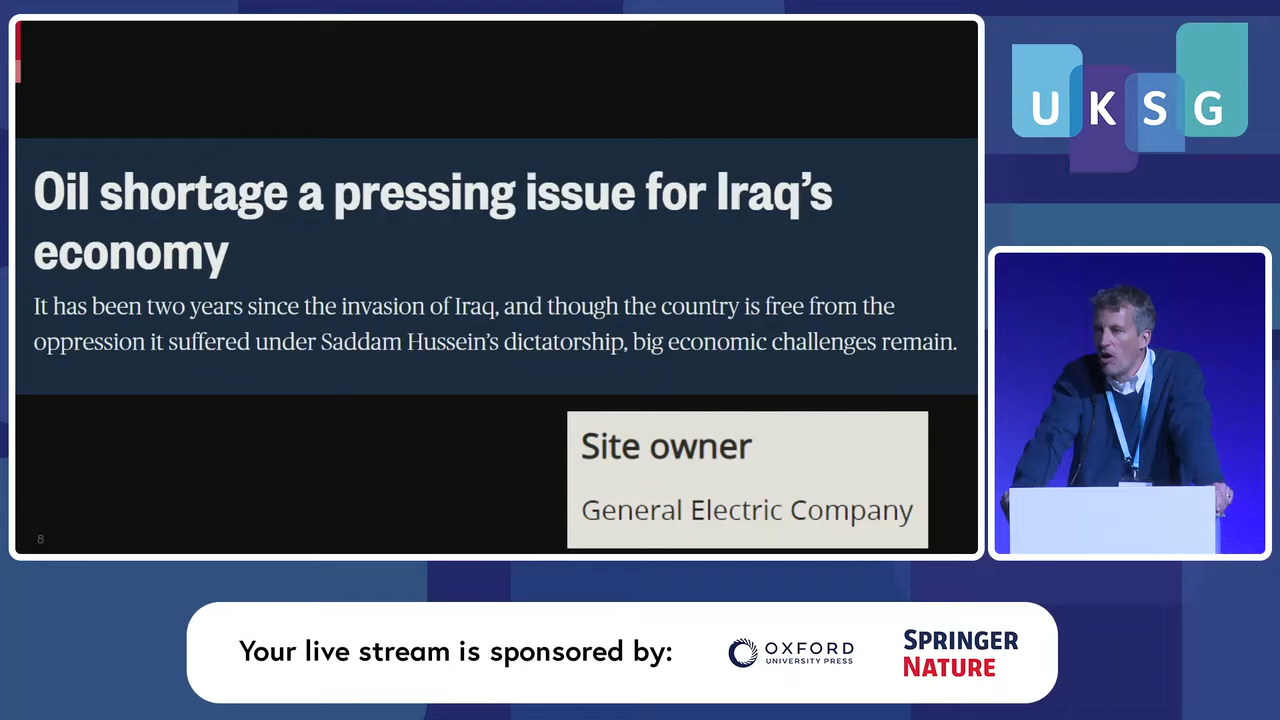 Oil shortage a pressing issue for Iraq’s
economy
It has been two years since the invasion of Iraq, and though the country is free from the
oppression it suffered under Saddam Hussein’s dictatorship, big economic challenges remain.
Site owner
General Electric Company
8
UKSG
Your live stream is sponsored by:
OXFORD
UNIVERSITY PRESS
SPRINGER
NATURE